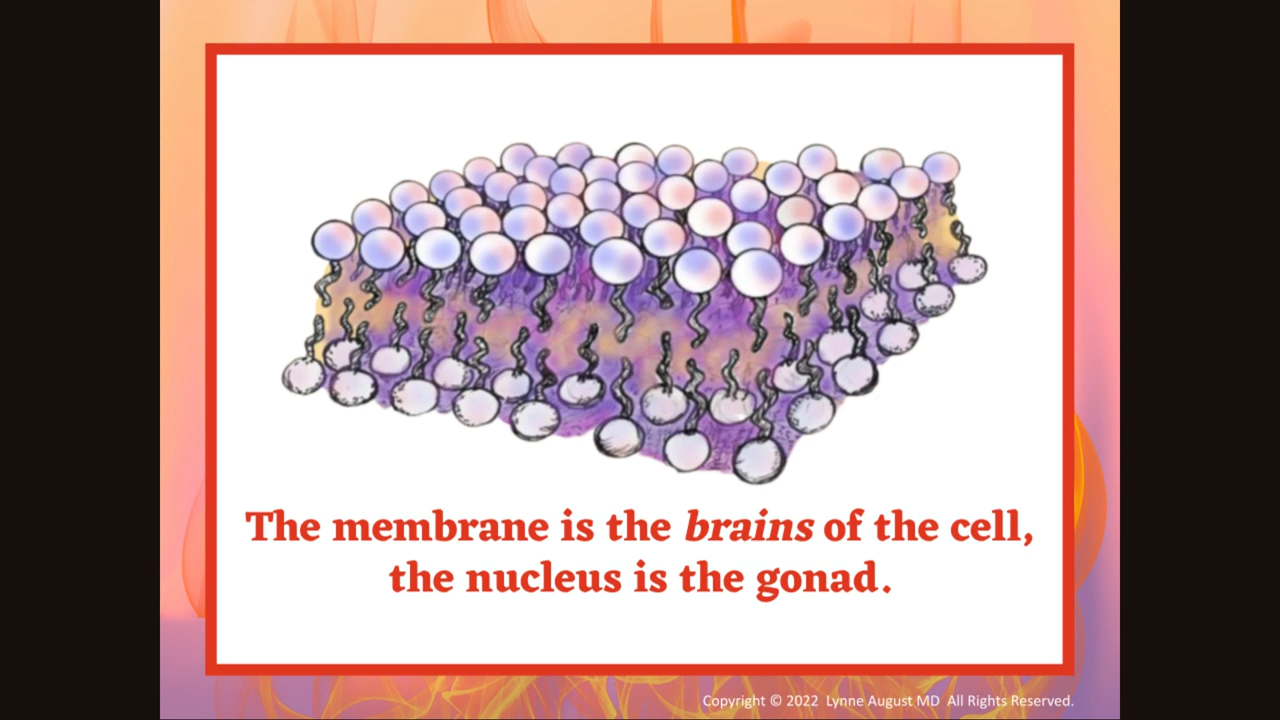 The membrane is the brains of the cell,
the nucleus is the gonad.
Copyright © 2022 Lynne August MD All Rights Reserved.